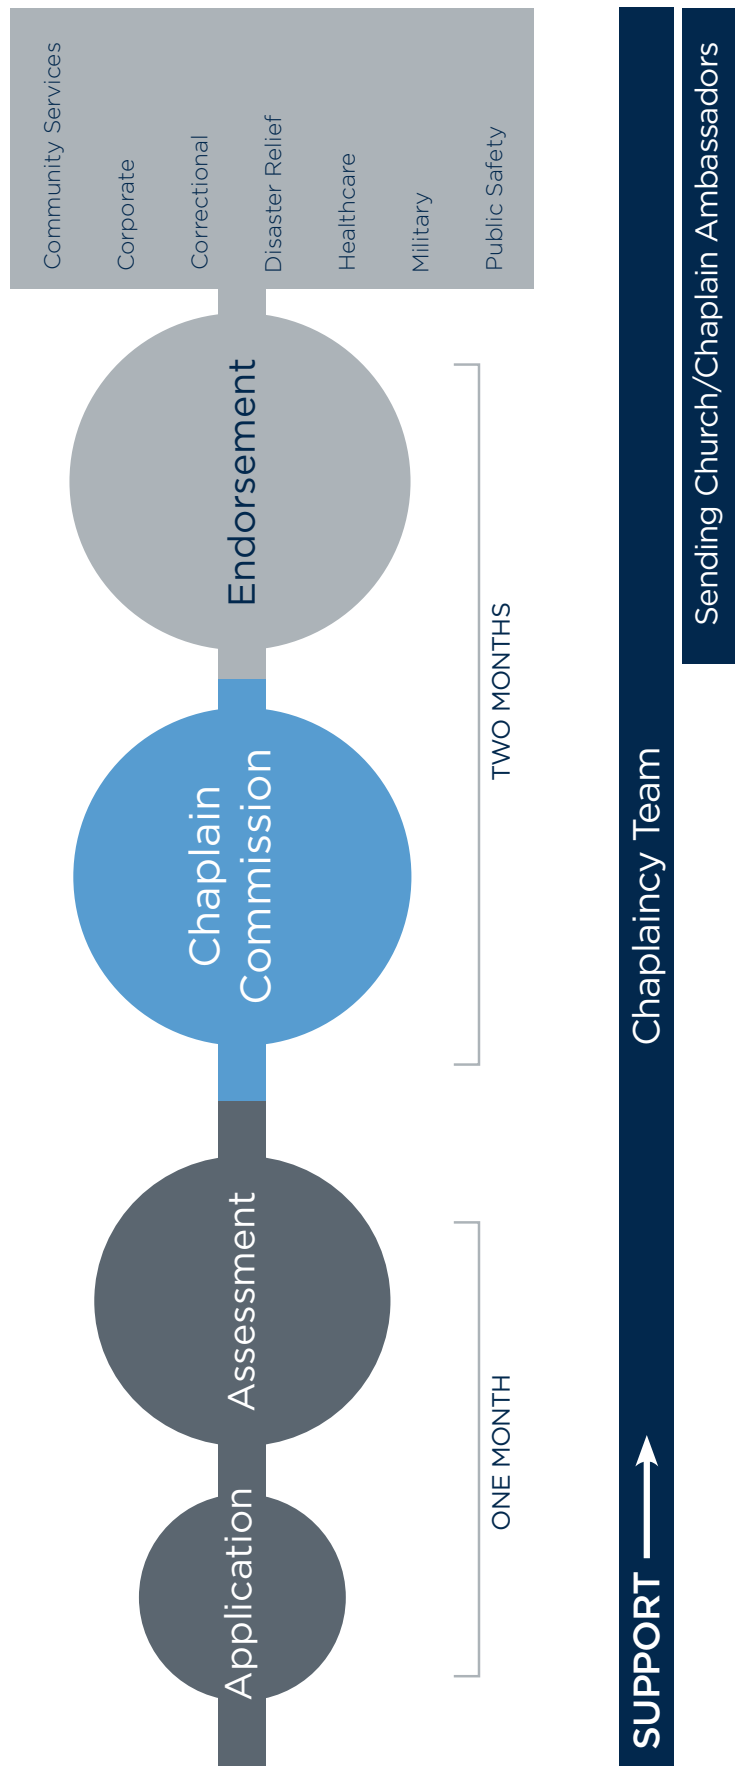 Application
Assessment
Chaplain
Commission
Endorsement
Community Services
Corporate
Correctional
Disaster Relief
Healthcare
Military
Public Safety
ONE MONTH
TWO MONTHS
SUPPORT
Chaplaincy Team
Sending Church/Chaplain Ambassadors